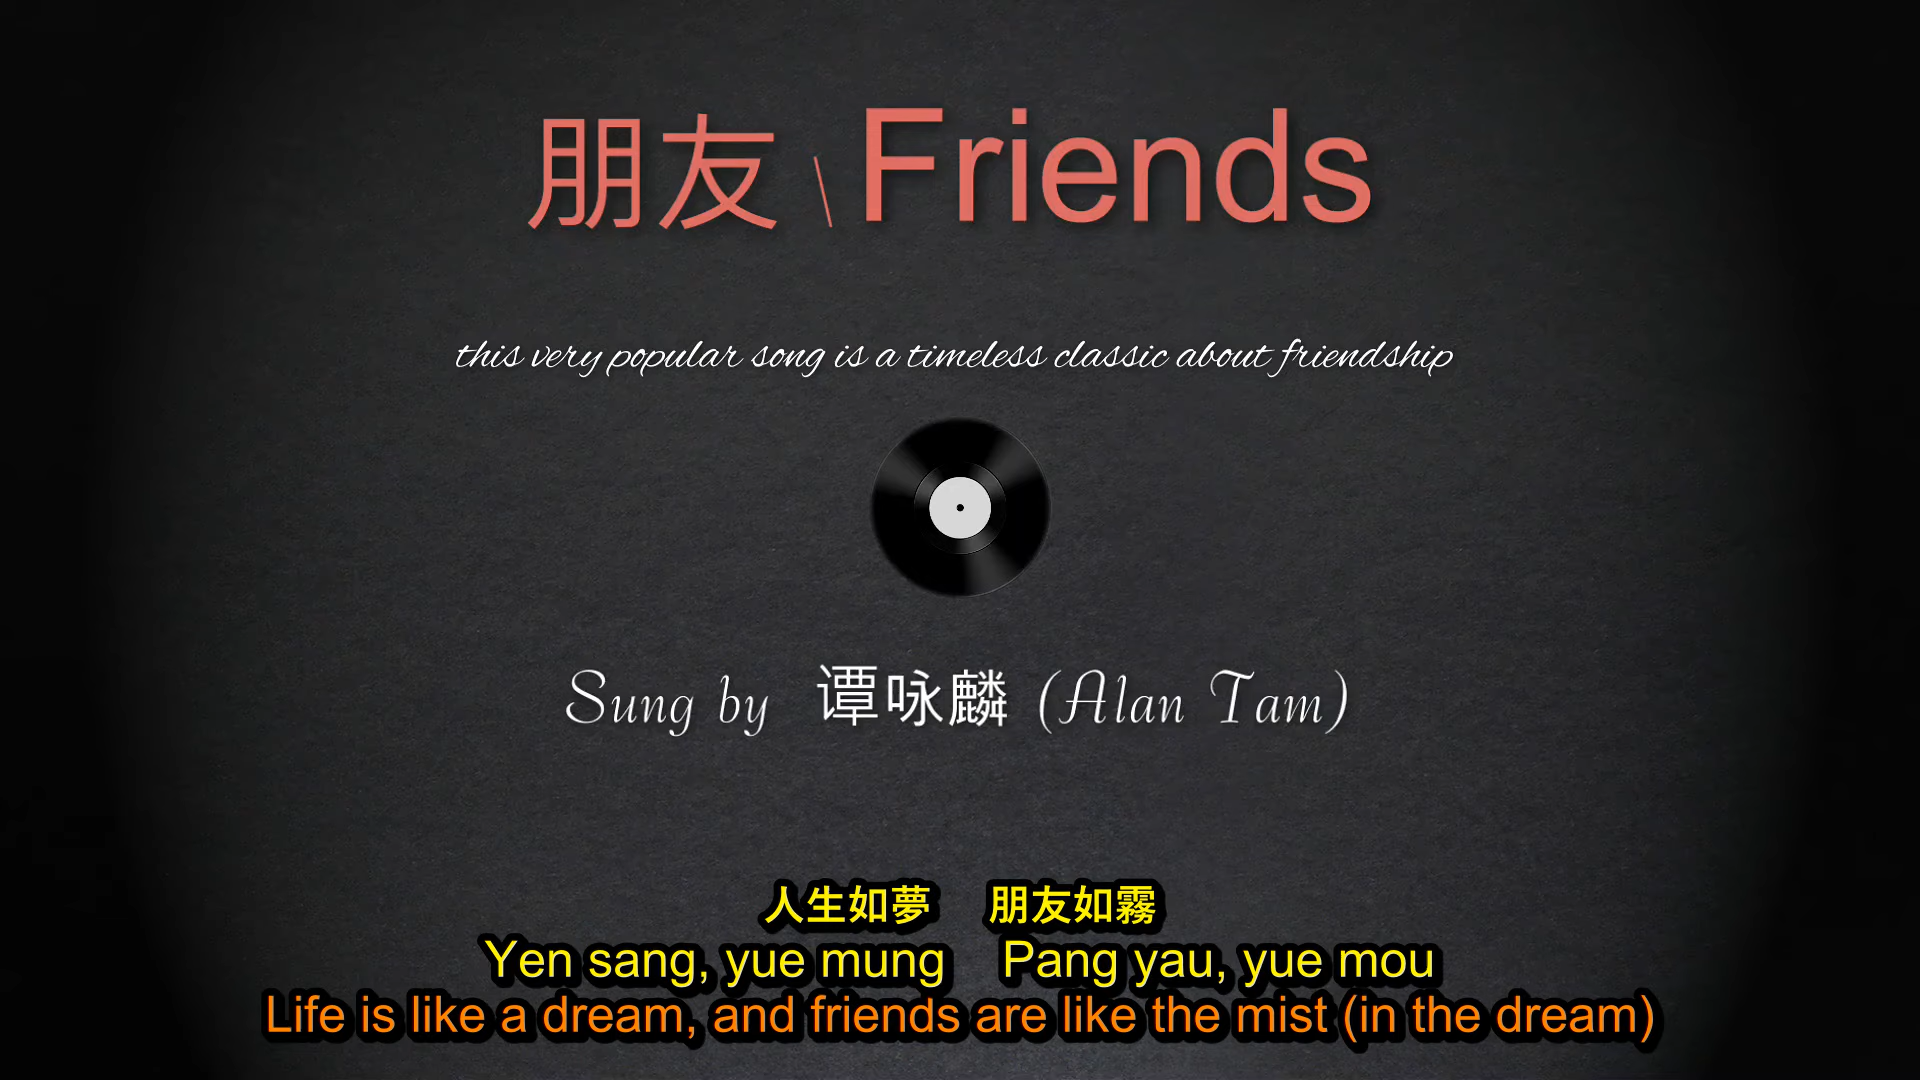 朋友 \ Friends
this very popular song is a timeless classic about friendship
Sung by 谭咏麟 (Alan Tam)
人生如夢 朋友如霧
Yen sang, yue mung Pang yau, yue mou
Life is like a dream, and friends are like the mist (in the dream)